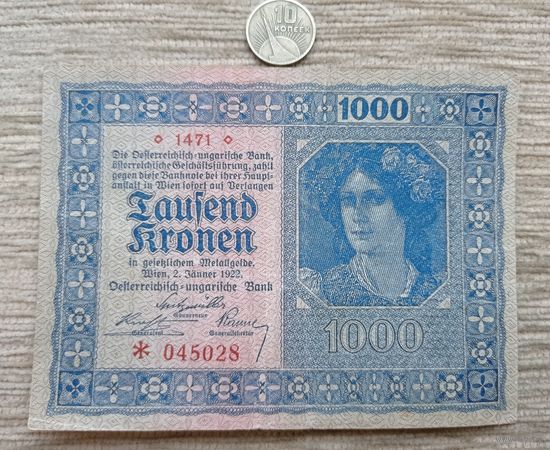 10
КОПЕЕК
1000
1471
Die Oesterreichisch-ungarische Bank,
österreichische Geschäftsführung, zahlt
gegen diese Banknote bei ihrer Haupt-
anstalt in Wien sofort auf Verlangen
Tausend
Kronen
in gesetzlichem Metallgelde.
Wien, 2. Jänner 1922.
Oesterreichisch-ungarische Bank
Gouverneur
Generalrat Generalsekretär
* 045028
1000